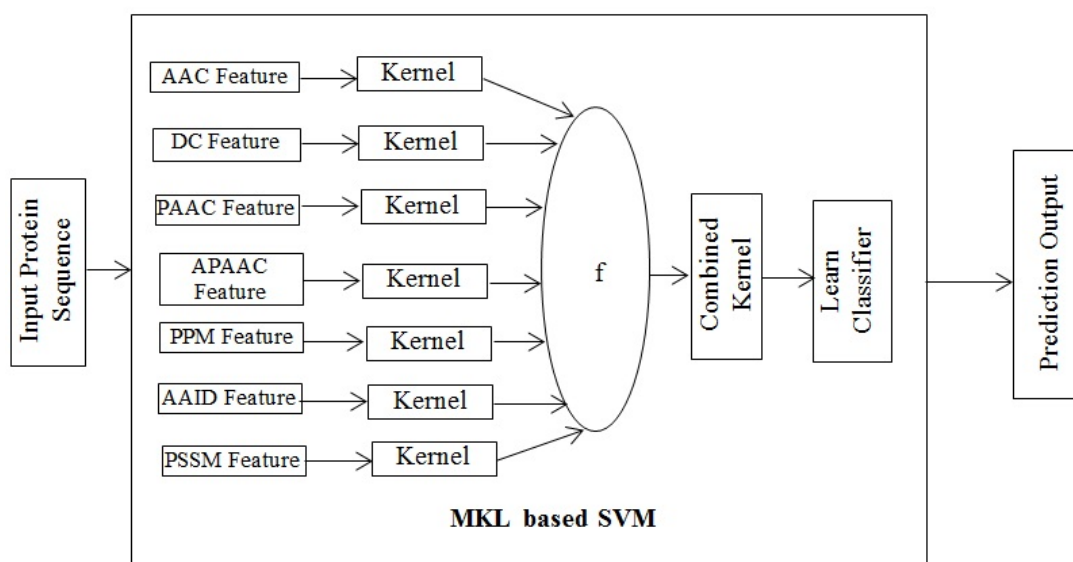 Input Protein
Sequence
AAC Feature
Kernel
DC Feature
Kernel
PAAC Feature
Kernel
APAAC
Feature
Kernel
PPM Feature
Kernel
AAID Feature
Kernel
PSSM Feature
Kernel
f
Combined
Kernel
Learn
Classifier
MKL based SVM
Prediction Output